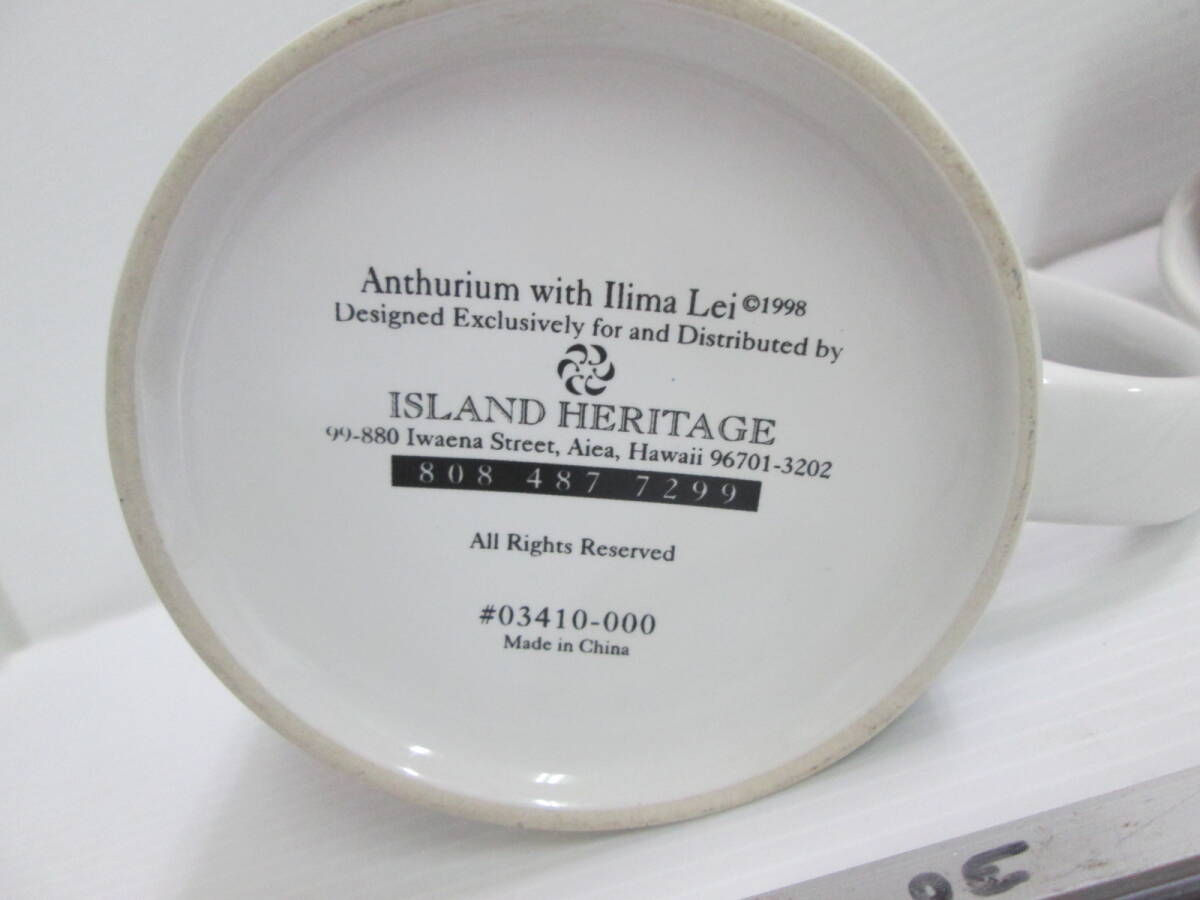 Anthurium with Ilima Lei ©1998
Designed Exclusively for and Distributed by
ISLAND HERITAGE
99-880 Iwaena Street, Aiea, Hawaii 96701-3202
808 487 7299
All Rights Reserved
#03410-000
Made in China